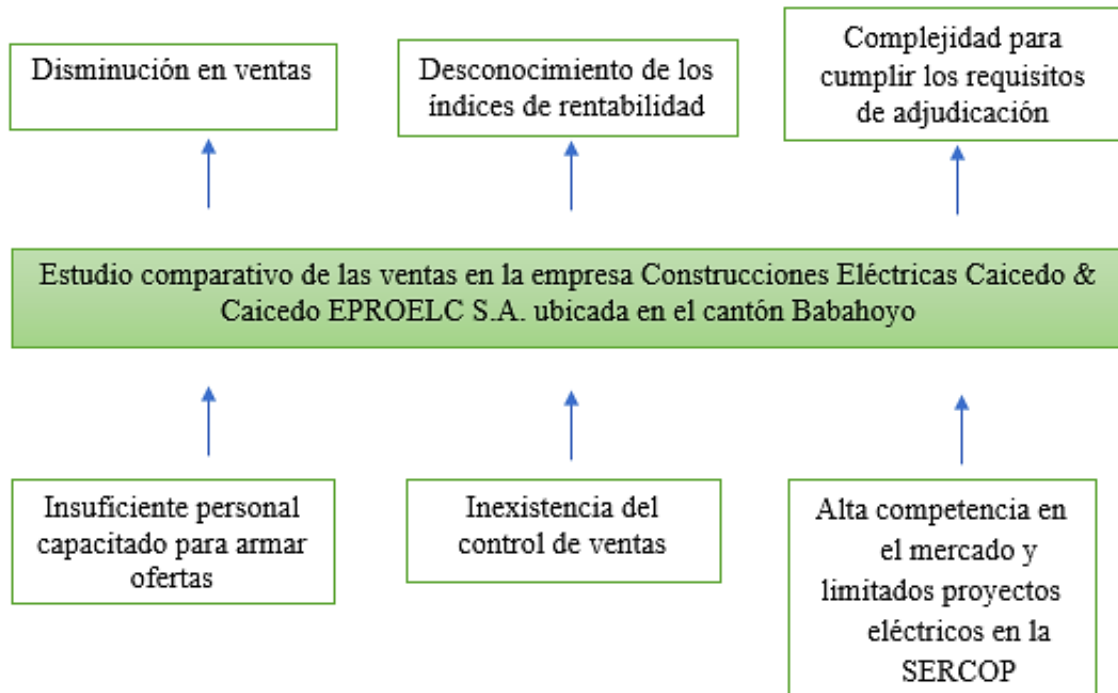 Disminución en ventas
Desconocimiento de los
índices de rentabilidad
Complejidad para
cumplir los requisitos
de adjudicación
Estudio comparativo de las ventas en la empresa Construcciones Eléctricas Caicedo &
Caicedo EPROELC S.A. ubicada en el cantón Babahoyo
Insuficiente personal
capacitado para armar
ofertas
Inexistencia del
control de ventas
Alta competencia en
el mercado y
limitados proyectos
eléctricos en la
SERCOP